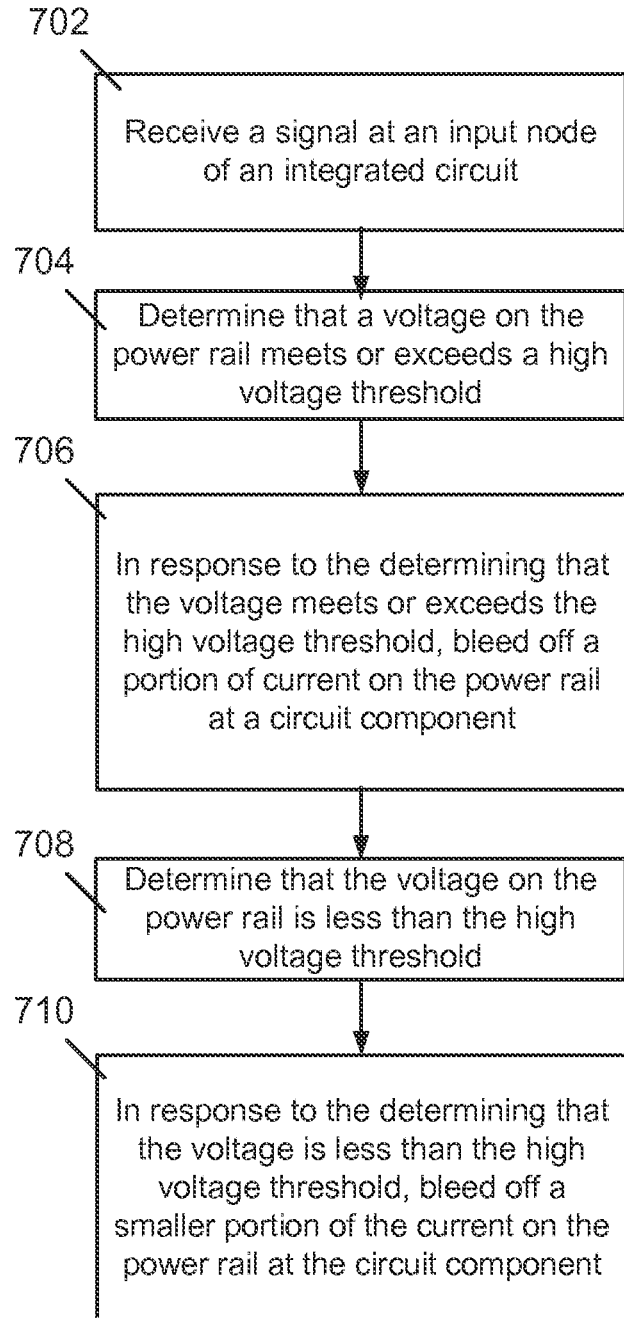 702
Receive a signal at an input node
of an integrated circuit
704
Determine that a voltage on the
power rail meets or exceeds a high
voltage threshold
706
In response to the determining that
the voltage meets or exceeds the
high voltage threshold, bleed off a
portion of current on the power rail
at a circuit component
708
Determine that the voltage on the
power rail is less than the high
voltage threshold
710
In response to the determining that
the voltage is less than the high
voltage threshold, bleed off a
smaller portion of the current on the
power rail at the circuit component